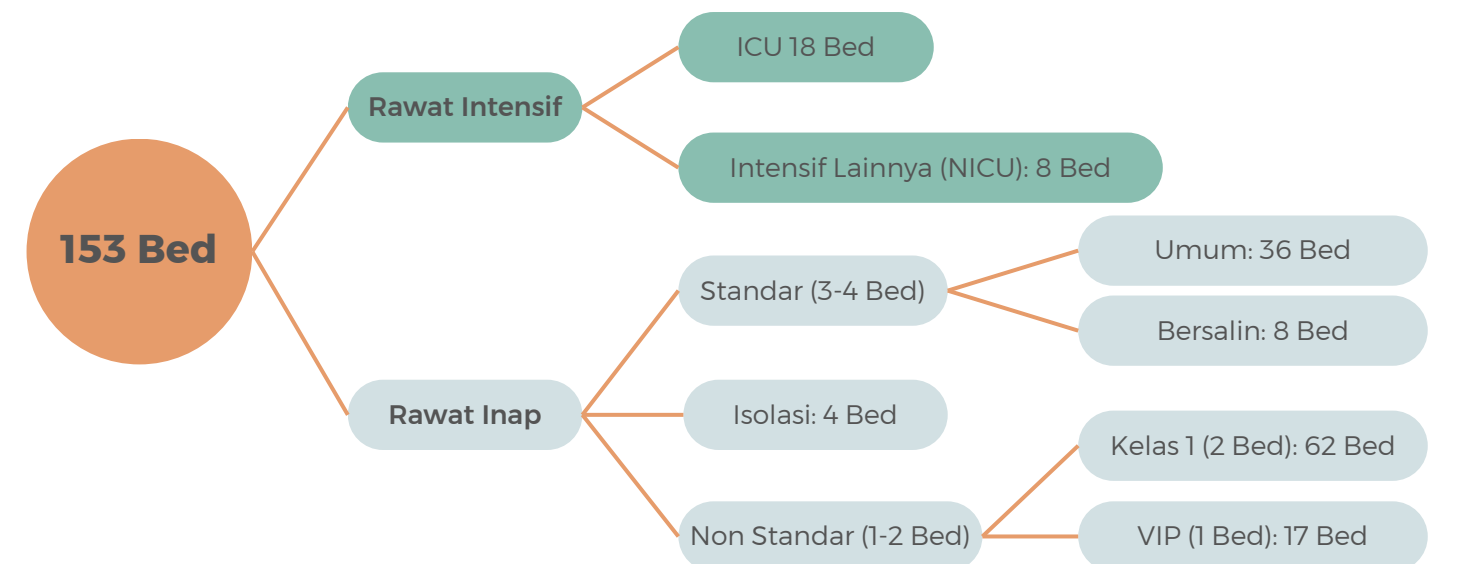 153 Bed
Rawat Intensif
ICU 18 Bed
Intensif Lainnya (NICU): 8 Bed
Rawat Inap
Standar (3-4 Bed)
Umum: 36 Bed
Bersalin: 8 Bed
Isolasi: 4 Bed
Non Standar (1-2 Bed)
Kelas 1 (2 Bed): 62 Bed
VIP (1 Bed): 17 Bed